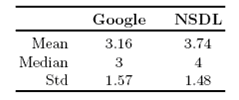 Google NSDL
Mean 3.16 3.74
Median 3 4
Std 1.57 1.48